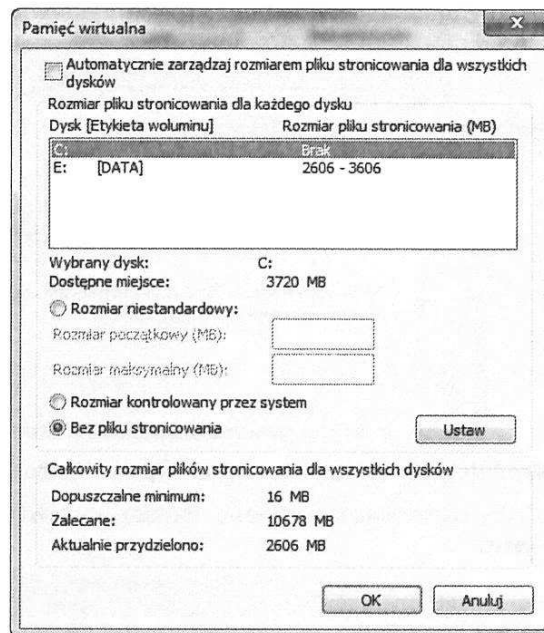 Pamięć wirtualna
x
Automatycznie zarządzaj rozmiarem pliku stronicowania dla wszystkich
dysków
Rozmiar pliku stronicowania dla każdego dysku
Dysk [Etykieta woluminu] Rozmiar pliku stronicowania (MB)
C: Brak
E: [DATA] 2606 - 3606
Wybrany dysk: C:
Dostępne miejsce: 3720 MB
Rozmiar niestandardowy:
Rozmiar początkowy (MB):
Rozmiar maksymalny (MB):
Rozmiar kontrolowany przez system
Bez pliku stronicowania Ustaw
Całkowity rozmiar plików stronicowania dla wszystkich dysków
Dopuszczalne minimum: 16 MB
Zalecane: 10678 MB
Aktualnie przydzielono: 2606 MB
OK Anuluj